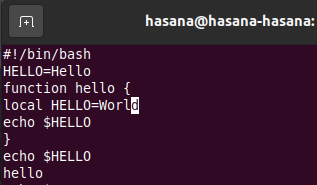 hasana@hasana-hasana:
#!/bin/bash
HELLO=Hello
function hello {
local HELLO=World
echo $HELLO
}
echo $HELLO
hello